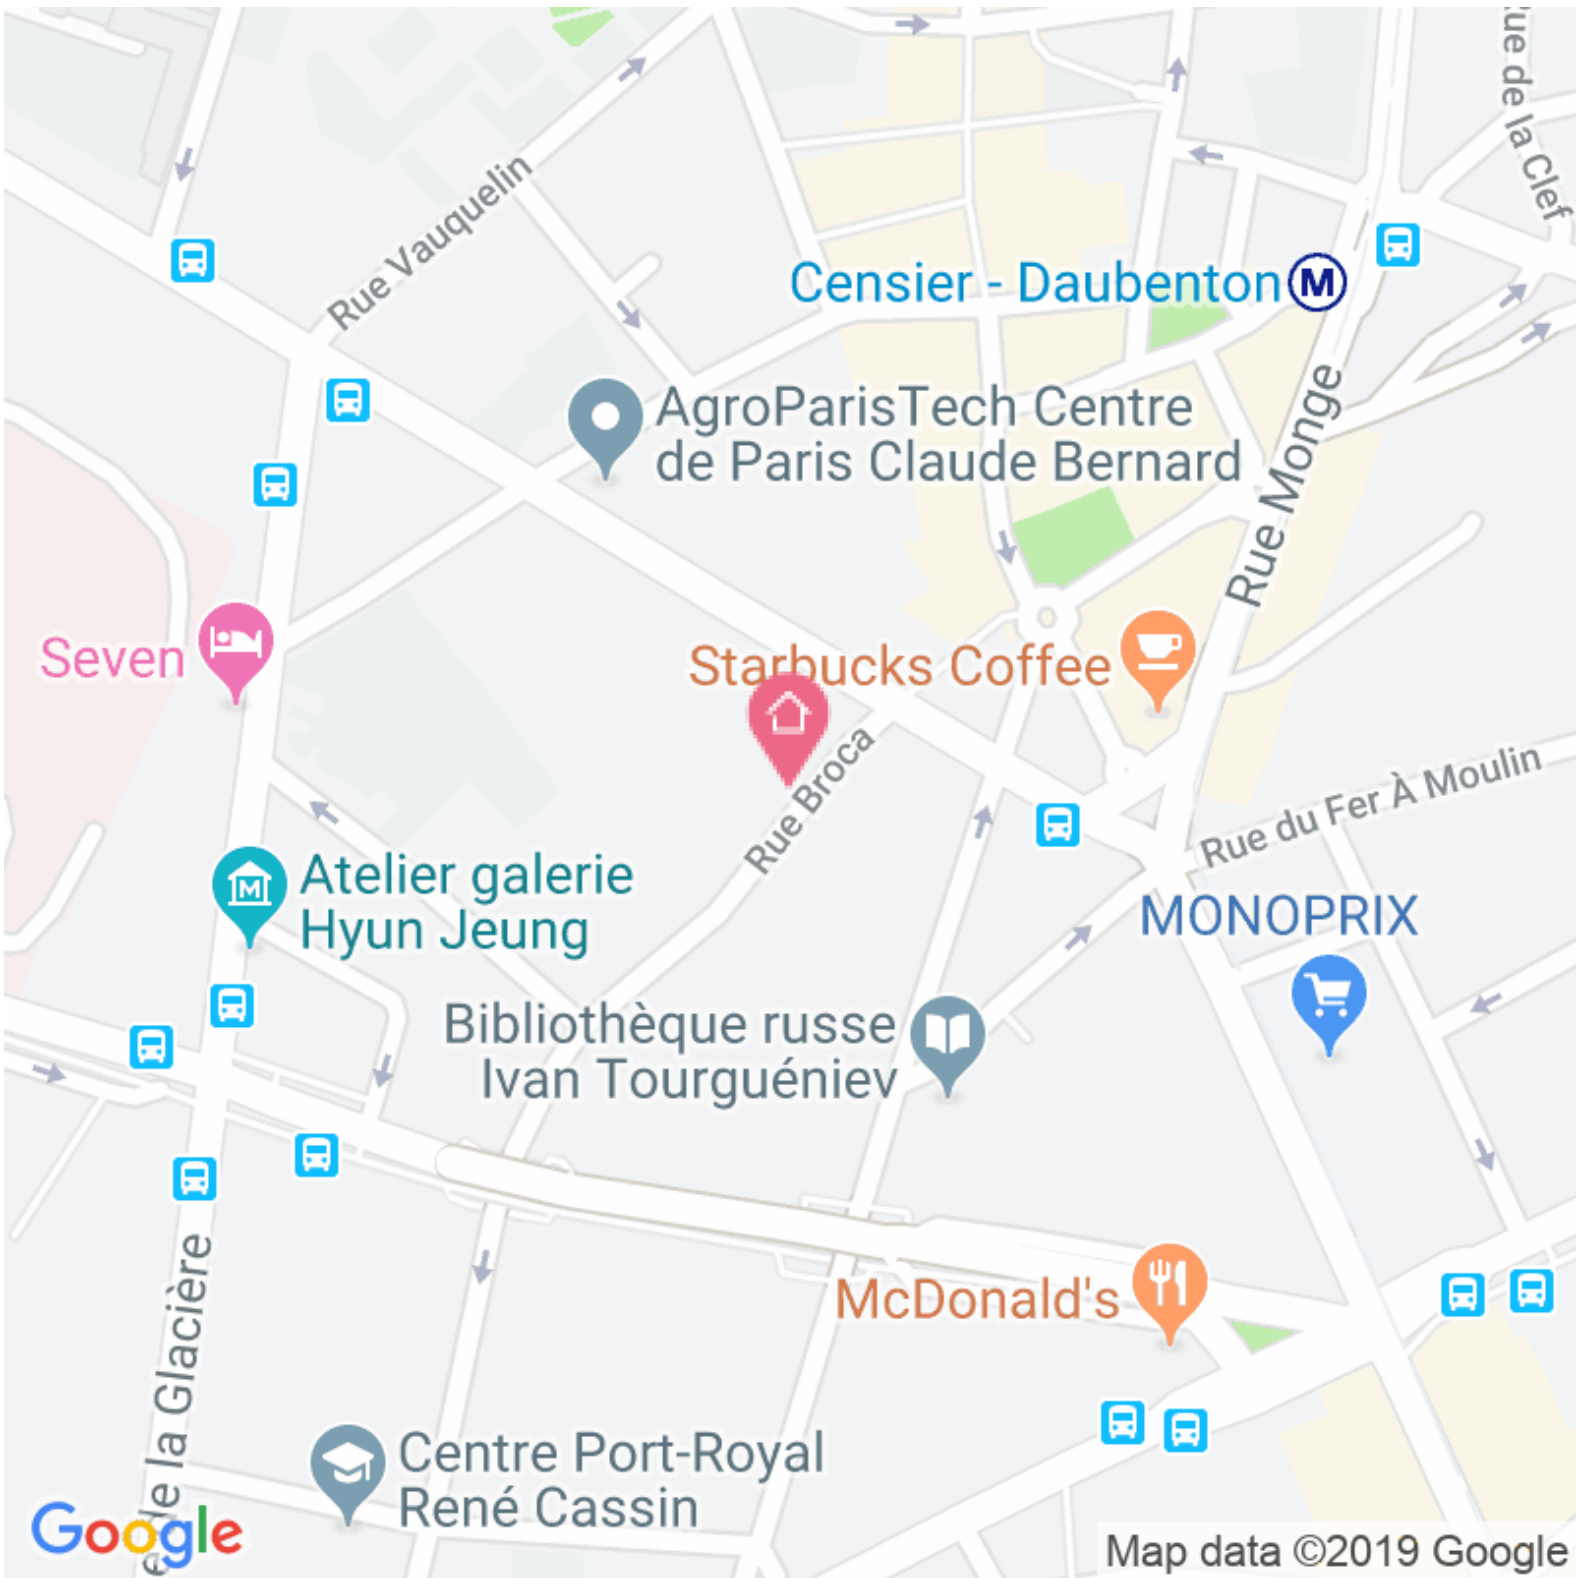 Rue de la Clef
Rue Vauquelin
Censier - Daubenton M
AgroParisTech Centre
de Paris Claude Bernard
Rue Monge
Seven
Starbucks Coffee
Rue Broca
Rue du Fer À Moulin
Atelier galerie
Hyun Jeung
M
MONOPRIX
Bibliothèque russe
Ivan Tourguéniev
McDonald's
e de la Glacière
Centre Port-Royal
René Cassin
Google
Map data ©2019 Google